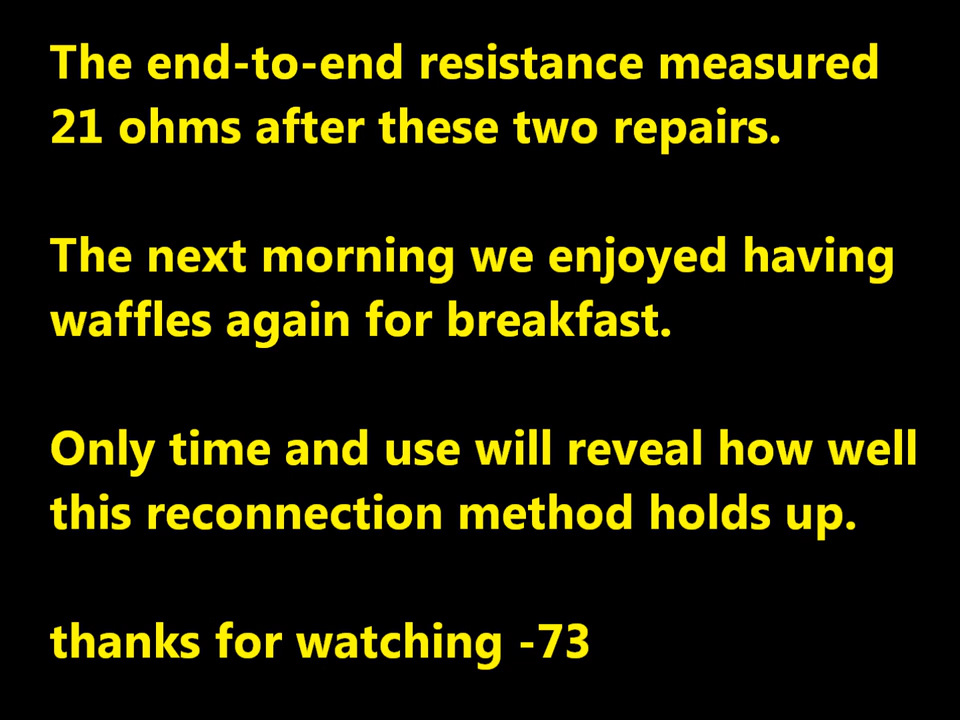 The end-to-end resistance measured
21 ohms after these two repairs.
The next morning we enjoyed having
waffles again for breakfast.
Only time and use will reveal how well
this reconnection method holds up.
thanks for watching -73